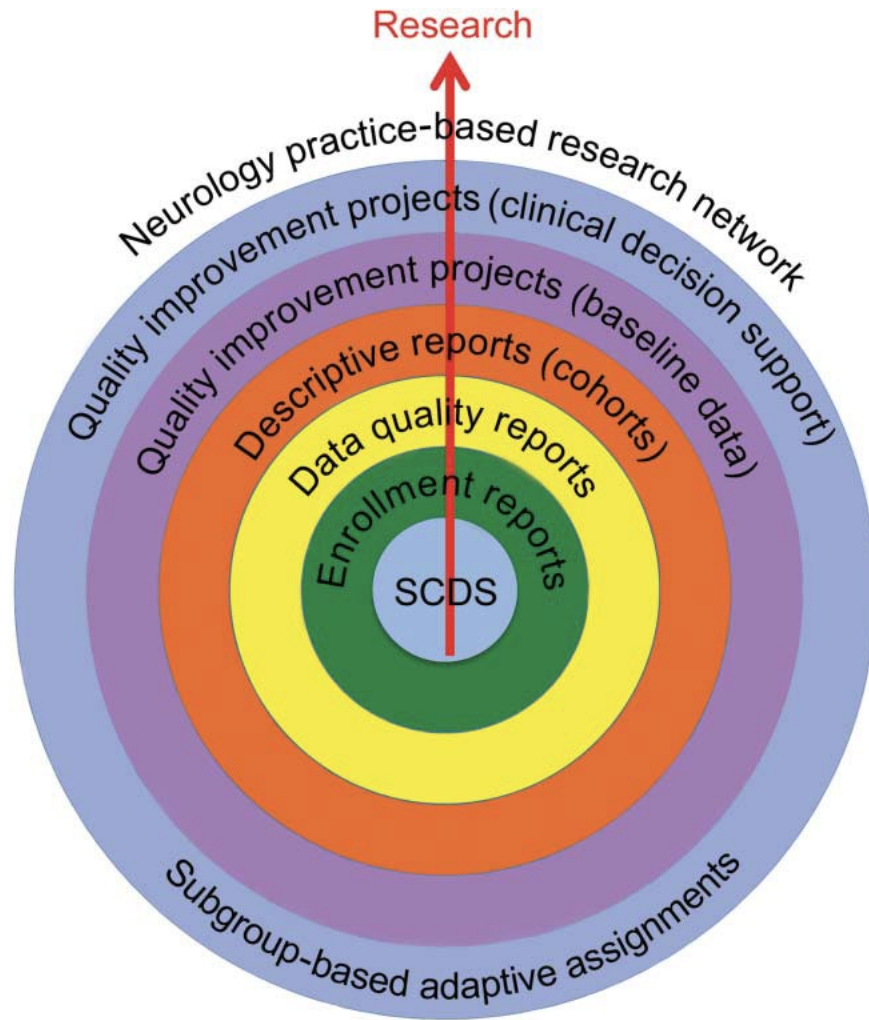 Research
Neurology practice-based research network
Quality improvement projects (clinical decision support)
Quality improvement projects (baseline data)
Descriptive reports (cohorts)
Data quality reports
Enrollment reports
SCDS
Subgroup-based adaptive assignments